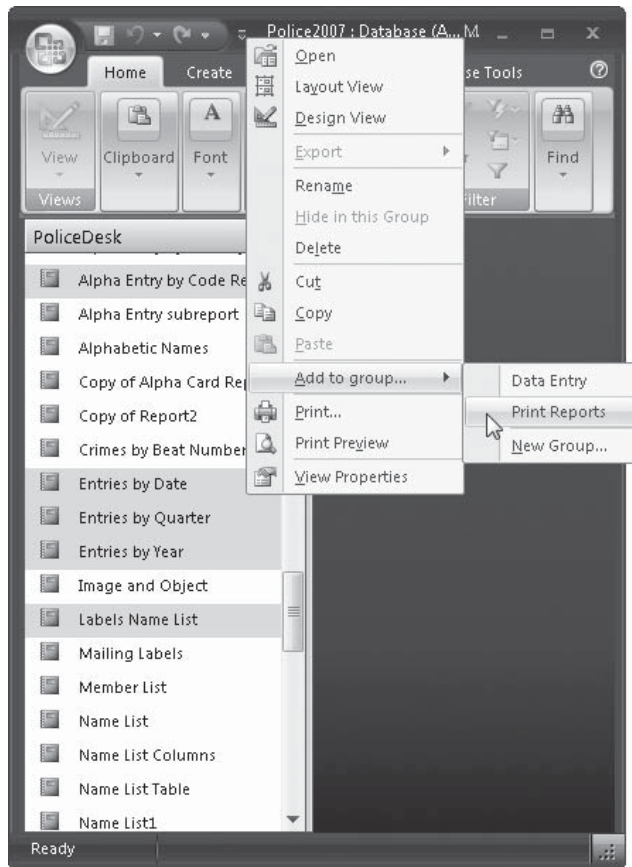 Police2007 : Database (A... M
Home
Create
se Tools
View
Clipboard
Font
Find
Views
ilter
Open
Layout View
Design View
Export
Rename
Hide in this Group
Delete
Cut
Copy
Paste
Add to group...
Print...
Print Preview
View Properties
Data Entry
Print Reports
New Group...
PoliceDesk
Alpha Entry by Code Re
Alpha Entry subreport
Alphabetic Names
Copy of Alpha Card Rep
Copy of Report2
Crimes by Beat Number
Entries by Date
Entries by Quarter
Entries by Year
Image and Object
Labels Name List
Mailing Labels
Member List
Name List
Name List Columns
Name List Table
Name List1
Ready